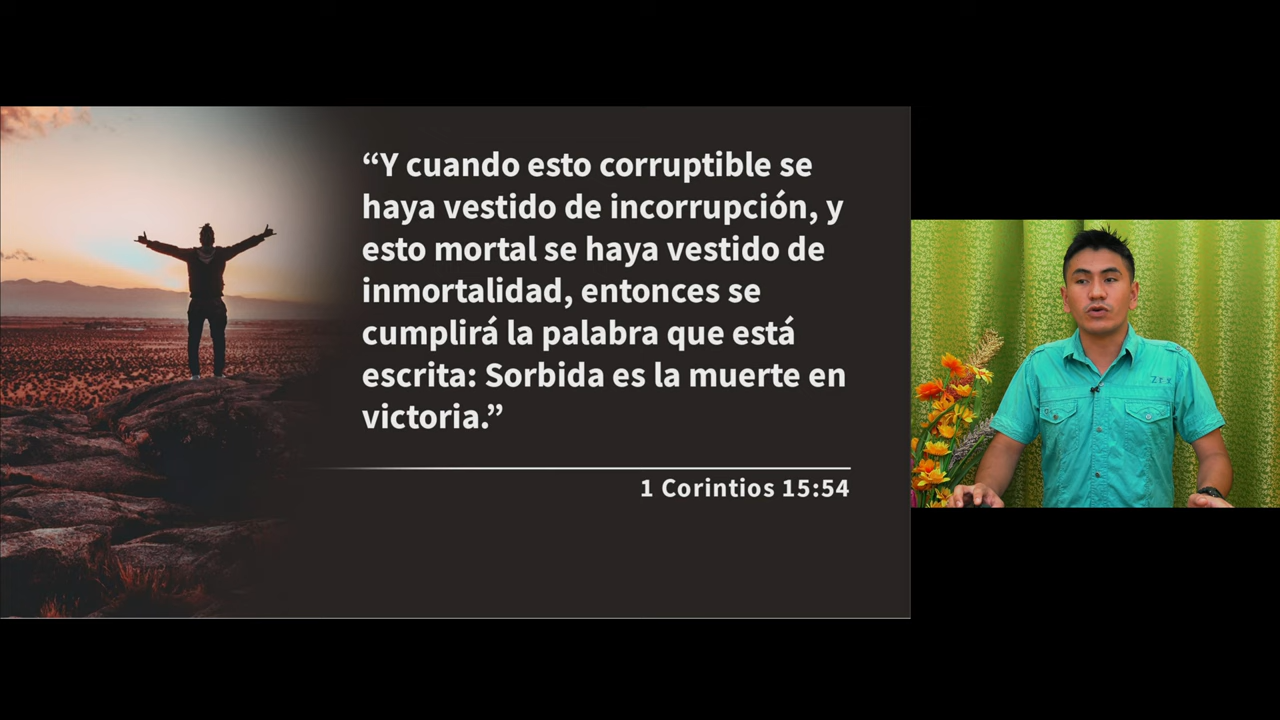 “Y cuando esto corruptible se
haya vestido de incorrupción, y
esto mortal se haya vestido de
inmortalidad, entonces se
cumplirá la palabra que está
escrita: Sorbida es la muerte en
victoria.”
1 Corintios 15:54